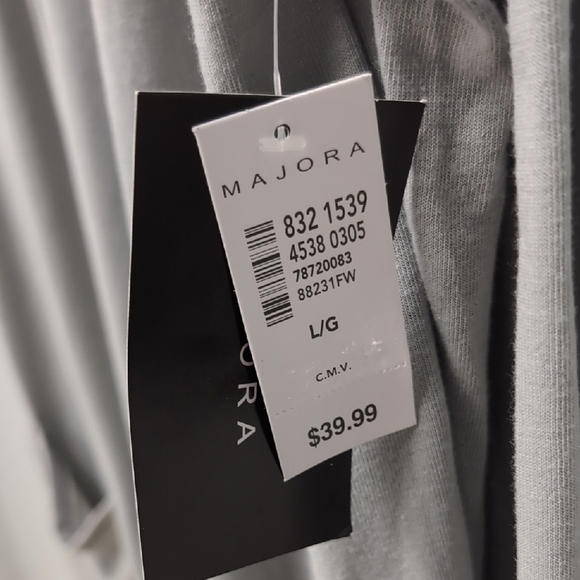 MAJORA
832 1539
4538 0305
78720083
88231FW
L/G
C.M.V.
$39.99
ORA